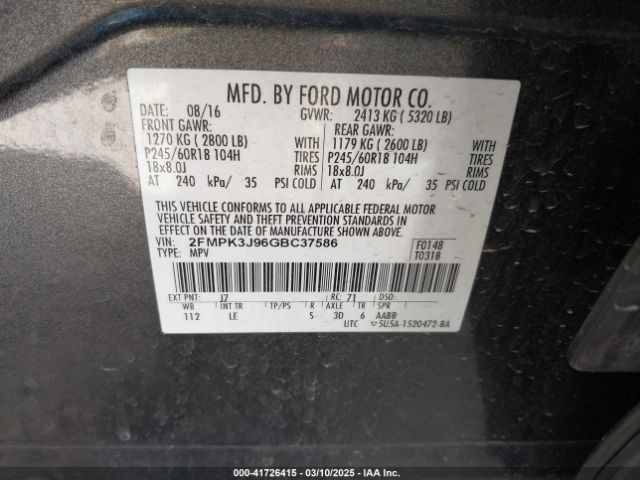 MFD. BY FORD MOTOR CO.
DATE: 08/16 GVWR: 2413 KG ( 5320 LB)
FRONT GAWR: REAR GAWR:
1270 KG ( 2800 LB) WITH 1179 KG ( 2600 LB) WITH
P245/60R18 104H TIRES P245/60R18 104H TIRES
18x8.0J RIMS 18x8.0J RIMS
AT 240 kPa/ 35 PSI COLD AT 240 kPa/ 35 PSI COLD
THIS VEHICLE CONFORMS TO ALL APPLICABLE FEDERAL MOTOR
VEHICLE SAFETY AND THEFT PREVENTION STANDARDS IN
EFFECT ON THE DATE OF MANUFACTURE SHOWN ABOVE.
VIN: 2FMPK3J96GBC37586 F0148
TYPE: MPV T0318
EXT PNT: J7 RC: 71 DSO:
WB INT TR TP/PS R AXLE TR SPR
112 LE S 3D 6 AABB
UTC 5U5A-1520472-BA
000-41726415 — 03/10/2025 — IAA Inc.